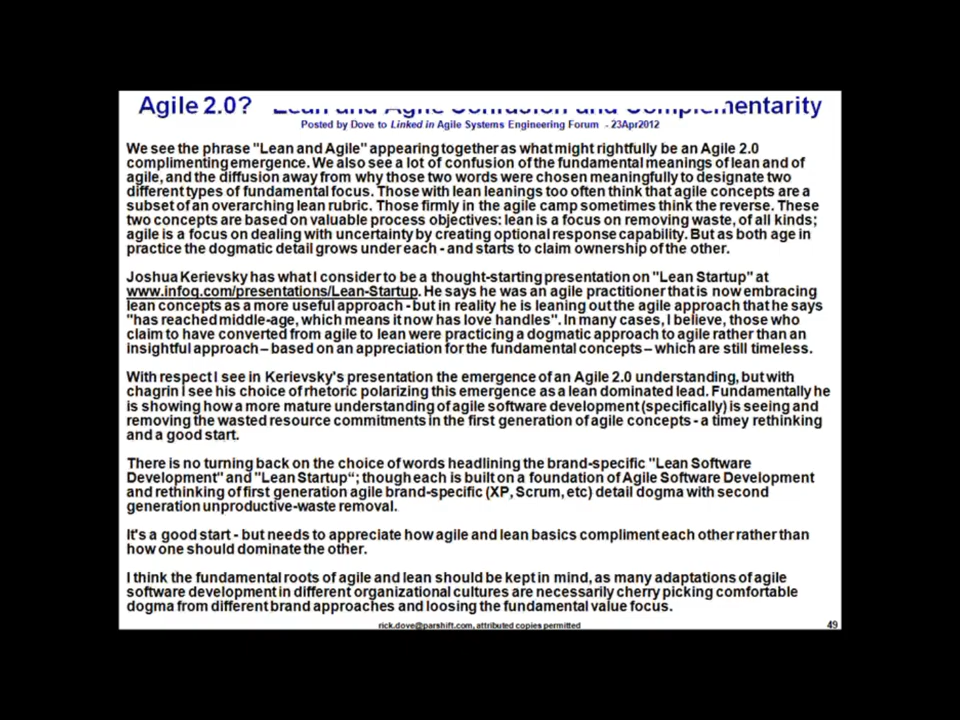 Agile 2.0? Lean and Agile Confusion and Complementarity
Posted by Dove to Linked in Agile Systems Engineering Forum - 23Apr2012
We see the phrase "Lean and Agile" appearing together as what might rightfully be an Agile 2.0
complimenting emergence. We also see a lot of confusion of the fundamental meanings of lean and of
agile, and the diffusion away from why those two words were chosen meaningfully to designate two
different types of fundamental focus. Those with lean leanings too often think that agile concepts are a
subset of an overarching lean rubric. Those firmly in the agile camp sometimes think the reverse. These
two concepts are based on valuable process objectives: lean is a focus on removing waste, of all kinds;
agile is a focus on dealing with uncertainty by creating optional response capability. But as both age in
practice the dogmatic detail grows under each - and starts to claim ownership of the other.
Joshua Kerievsky has what I consider to be a thought-starting presentation on "Lean Startup" at
www.infoq.com/presentations/Lean-Startup. He says he was an agile practitioner that is now embracing
lean concepts as a more useful approach - but in reality he is leaning out the agile approach that he says
"has reached middle-age, which means it now has love handles". In many cases, I believe, those who
claim to have converted from agile to lean were practicing a dogmatic approach to agile rather than an
insightful approach – based on an appreciation for the fundamental concepts – which are still timeless.
With respect I see in Kerievsky's presentation the emergence of an Agile 2.0 understanding, but with
chagrin I see his choice of rhetoric polarizing this emergence as a lean dominated lead. Fundamentally he
is showing how a more mature understanding of agile software development (specifically) is seeing and
removing the wasted resource commitments in the first generation of agile concepts - a timey rethinking
and a good start.
There is no turning back on the choice of words headlining the brand-specific "Lean Software
Development" and "Lean Startup“; though each is built on a foundation of Agile Software Development
and rethinking of first generation agile brand-specific (XP, Scrum, etc) detail dogma with second
generation unproductive-waste removal.
It's a good start - but needs to appreciate how agile and lean basics compliment each other rather than
how one should dominate the other.
I think the fundamental roots of agile and lean should be kept in mind, as many adaptations of agile
software development in different organizational cultures are necessarily cherry picking comfortable
dogma from different brand approaches and loosing the fundamental value focus.
rick.dove@parshift.com, attributed copies permitted
49